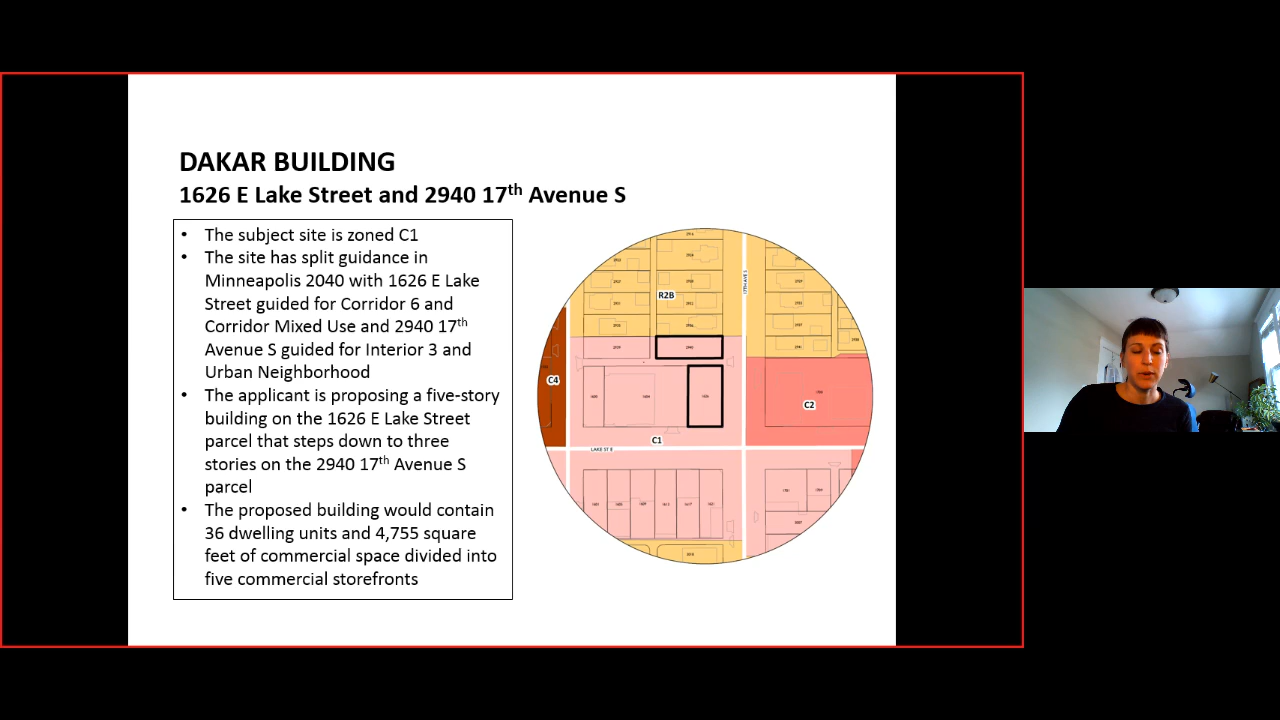 DAKAR BUILDING
1626 E Lake Street and 2940 17th Avenue S
• The subject site is zoned C1
• The site has split guidance in
Minneapolis 2040 with 1626 E Lake
Street guided for Corridor 6 and
Corridor Mixed Use and 2940 17th
Avenue S guided for Interior 3 and
Urban Neighborhood
• The applicant is proposing a five-story
building on the 1626 E Lake Street
parcel that steps down to three
stories on the 2940 17th Avenue S
parcel
• The proposed building would contain
36 dwelling units and 4,755 square
feet of commercial space divided into
five commercial storefronts
R2B
17TH AVE S
C4
C2
C1
LAKE ST E